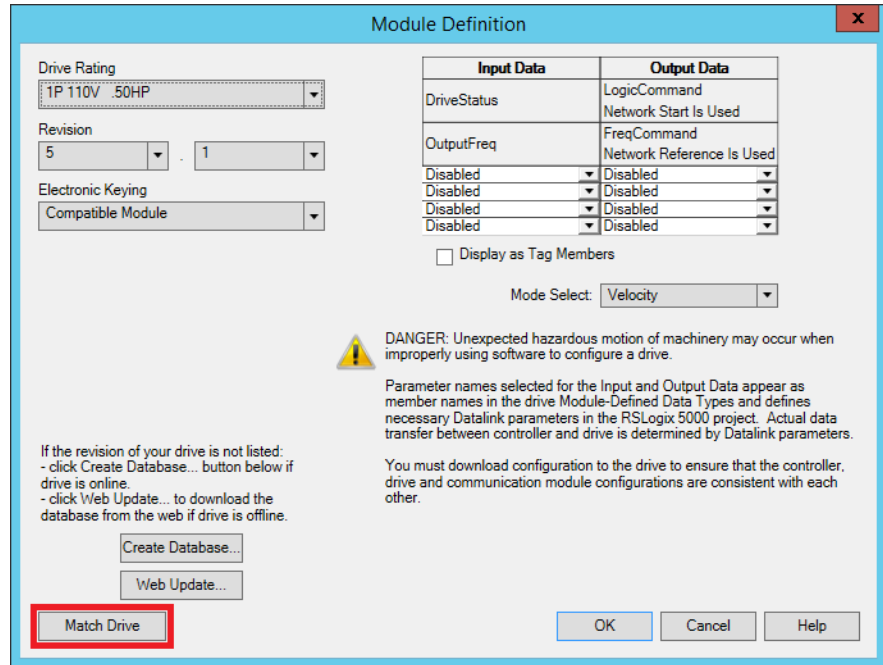 Module Definition
x
Drive Rating
1P 110V .50HP
Revision
5 . 1
Electronic Keying
Compatible Module
Input Data Output Data
DriveStatus
LogicCommand
Network Start Is Used
OutputFreq
FreqCommand
Network Reference Is Used
Disabled Disabled
Disabled Disabled
Disabled Disabled
Disabled Disabled
Display as Tag Members
Mode Select: Velocity
DANGER: Unexpected hazardous motion of machinery may occur when
improperly using software to configure a drive.
Parameter names selected for the Input and Output Data appear as
member names in the drive Module-Defined Data Types and defines
necessary Datalink parameters in the RSLogix 5000 project. Actual data
transfer between controller and drive is determined by Datalink parameters.
You must download configuration to the drive to ensure that the controller,
drive and communication module configurations are consistent with each
other.
If the revision of your drive is not listed:
- click Create Database... button below if
drive is online.
- click Web Update... to download the
database from the web if drive is offline.
Create Database...
Web Update...
Match Drive
OK Cancel Help